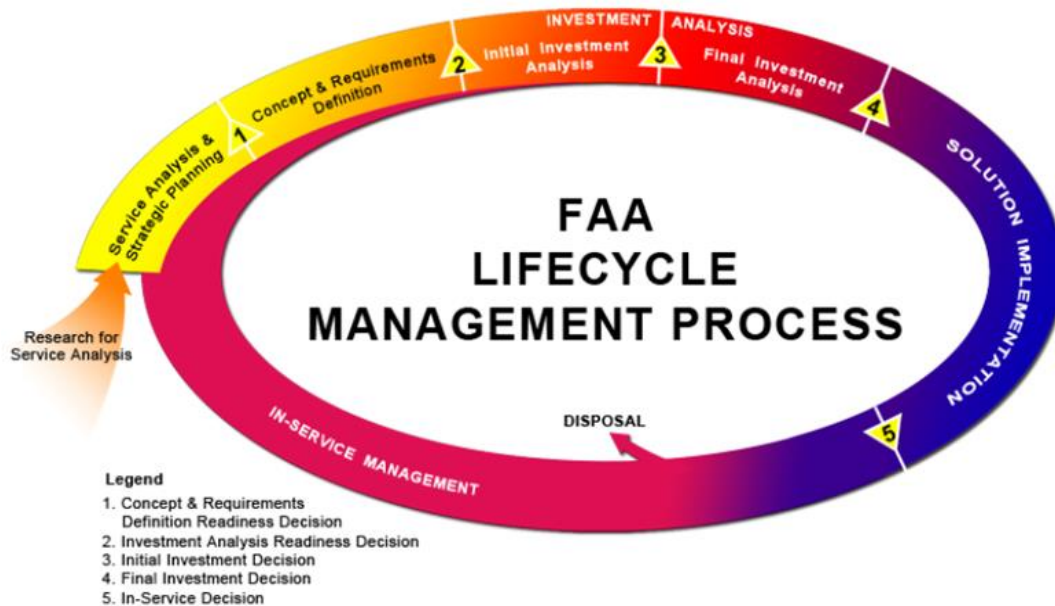 INVESTMENT ANALYSIS
Service Analysis &
Strategic Planning
1
Concept & Requirements
Definition
2
Initial Investment
Analysis
3
Final Investment
Analysis
4
SOLUTION IMPLEMENTATION
5
FAA
LIFECYCLE
MANAGEMENT PROCESS
Research for
Service Analysis
DISPOSAL
IN-SERVICE MANAGEMENT
Legend
1. Concept & Requirements
Definition Readiness Decision
2. Investment Analysis Readiness Decision
3. Initial Investment Decision
4. Final Investment Decision
5. In-Service Decision